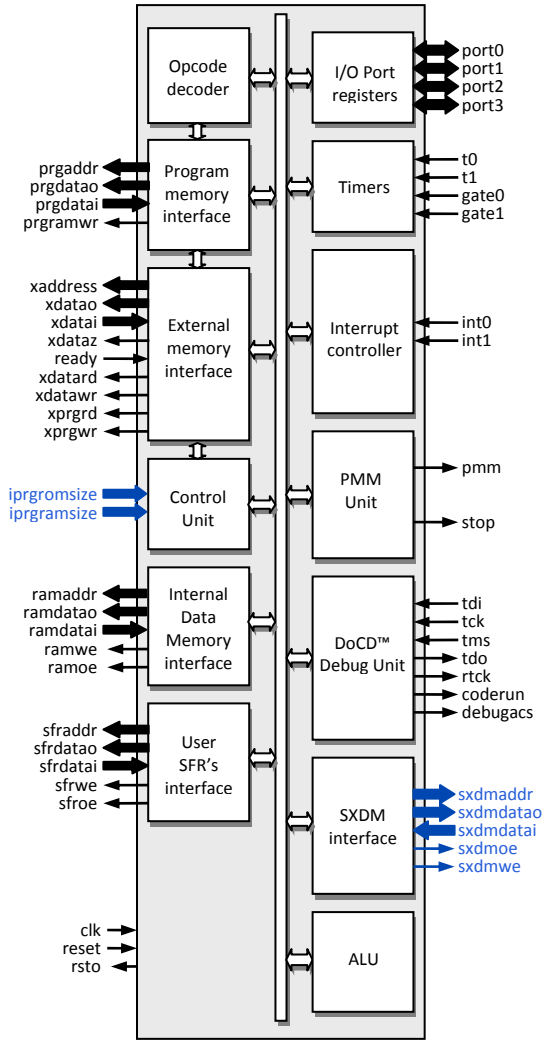 Opcode
decoder
I/O Port
registers
port0
port1
port2
port3
prgaddr
prgdatao
prgdatai
prgramwr
Program
memory
interface
Timers
t0
t1
gate0
gate1
xaddress
xdatao
xdatai
xdataz
ready
xdatard
xdatawr
xprgrd
xprgwr
External
memory
interface
Interrupt
controller
int0
int1
iprgromsize
iprgramsize
Control
Unit
PMM
Unit
pmm
stop
ramaddr
ramdatao
ramdatai
ramwe
ramoe
Internal
Data
Memory
interface
DoCD™
Debug Unit
tdi
tck
tms
tdo
rtck
coderun
debugacs
sfraddr
sfrdatao
sfrdatai
sfrwe
sfroe
User
SFR's
interface
SXDM
interface
sxdmaddr
sxdmdatao
sxdmdatai
sxdmoe
sxdmwe
clk
reset
rsto
ALU